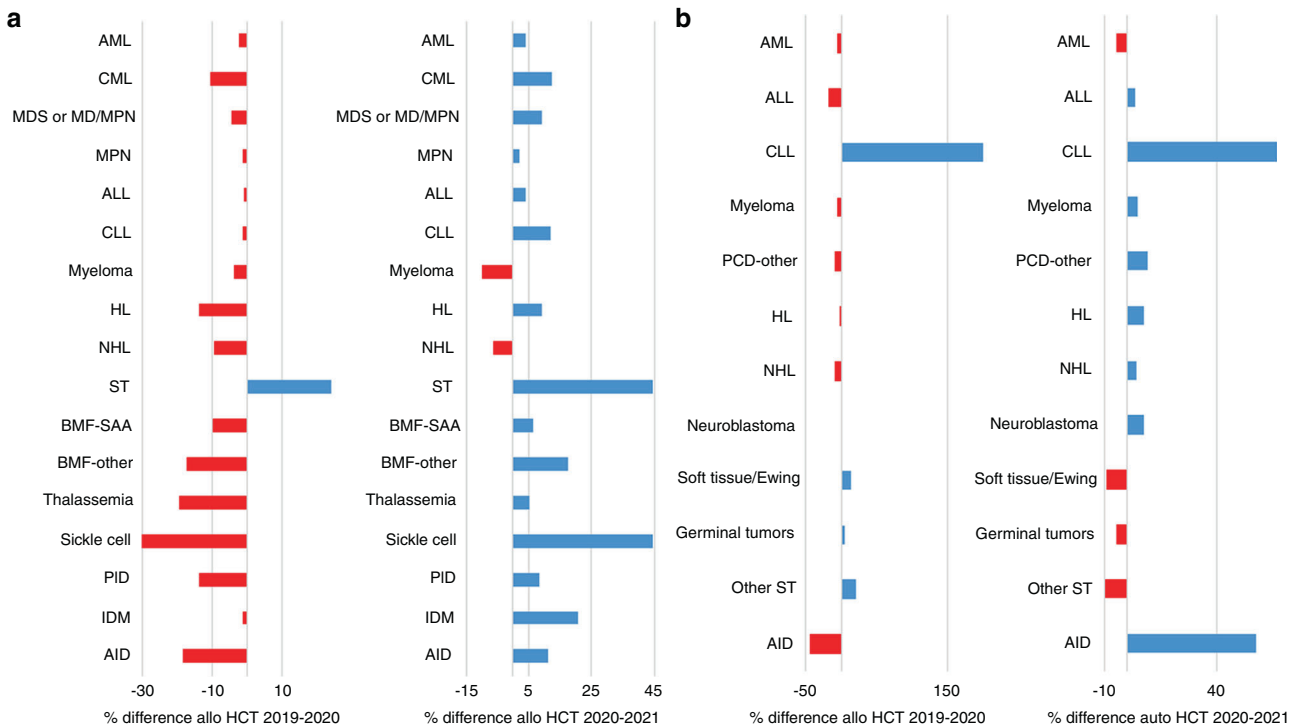 a
AML
CML
MDS or MD/MPN
MPN
ALL
CLL
Myeloma
HL
NHL
ST
BMF-SAA
BMF-other
Thalassemia
Sickle cell
PID
IDM
AID
-30 -10 10
% difference allo HCT 2019-2020
AML
CML
MDS or MD/MPN
MPN
ALL
CLL
Myeloma
HL
NHL
ST
BMF-SAA
BMF-other
Thalassemia
Sickle cell
PID
IDM
AID
-15 5 25 45
% difference allo HCT 2020-2021
b
AML
ALL
CLL
Myeloma
PCD-other
HL
NHL
Neuroblastoma
Soft tissue/Ewing
Germinal tumors
Other ST
AID
-50 150
% difference allo HCT 2019-2020
AML
ALL
CLL
Myeloma
PCD-other
HL
NHL
Neuroblastoma
Soft tissue/Ewing
Germinal tumors
Other ST
AID
-10 40
% difference auto HCT 2020-2021